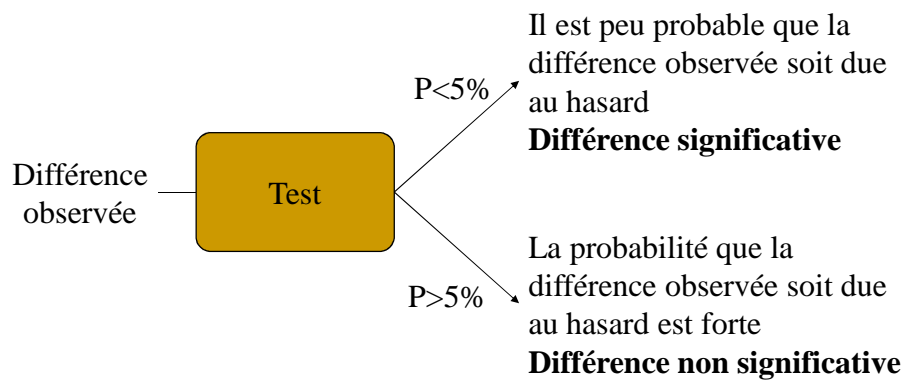 Différence
observée
Test
P<5%
Il est peu probable que la
différence observée soit due
au hasard
Différence significative
P>5%
La probabilité que la
différence observée soit due
au hasard est forte
Différence non significative